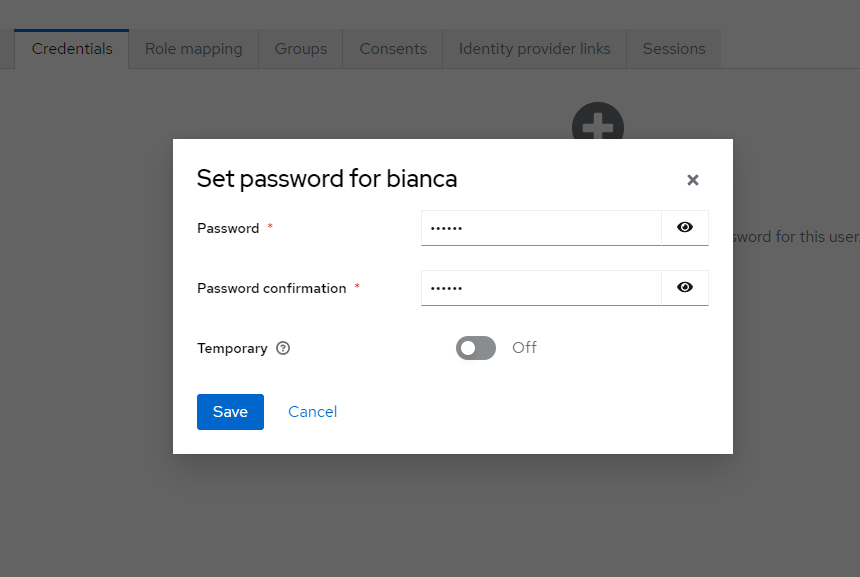 Credentials Role mapping Groups Consents Identity provider links Sessions
Set password for bianca
Password *
••••••
sword for this user
Password confirmation *
••••••
Temporary
Off
Save Cancel